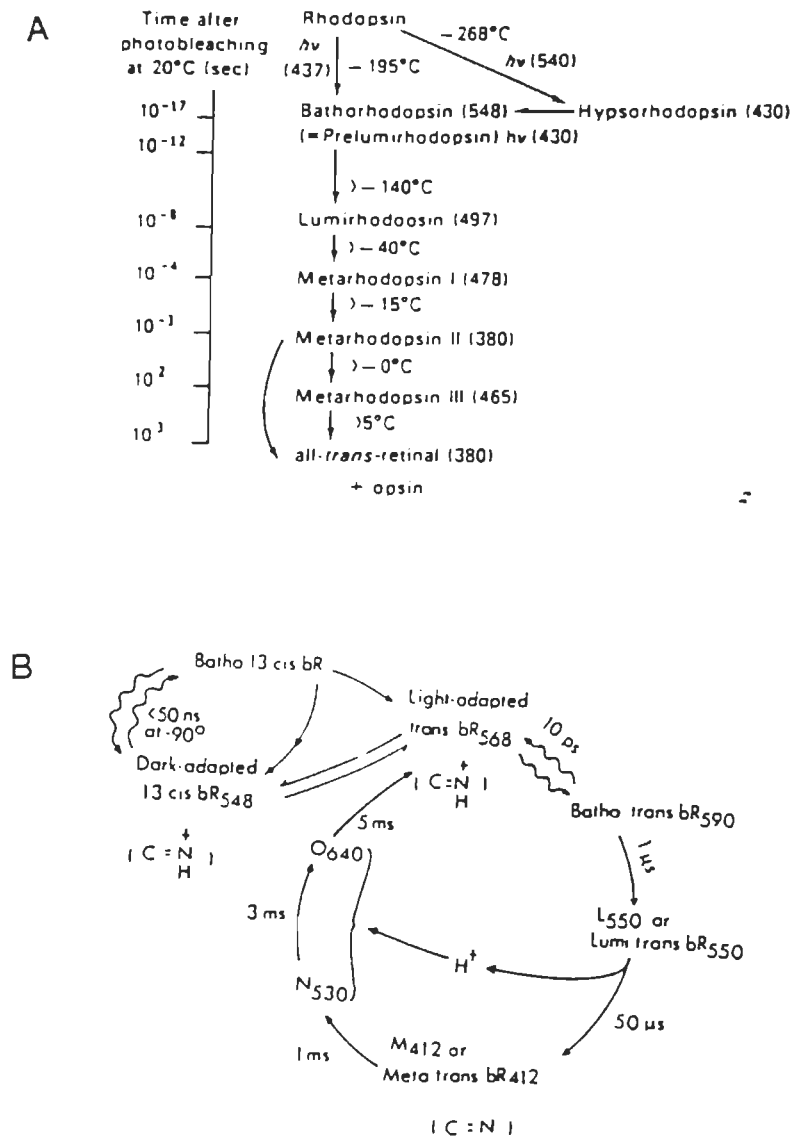 A
Time after
photobleaching
at 20°C (sec)
10⁻¹⁷
10⁻¹²
10⁻⁸
10⁻⁴
10⁻¹
10²
10³
Rhodopsin
hν
(437)
−195°C
−268°C
hν (540)
Bathorhodopsin (548)
Hypsorhodopsin (430)
(=Prelumirhodopsin) hν (430)
>−140°C
Lumirhodopsin (497)
>−40°C
Metarhodopsin I (478)
>−15°C
Metarhodopsin II (380)
>−0°C
Metarhodopsin III (465)
>5°C
all-trans-retinal (380)
+ opsin
B
Batho 13 cis bR
<50 ns
at -90°
Dark-adapted
13 cis bR548
+
( C = N )
H
Light-adapted
trans bR568
+
( C = N )
H
10 ps
Batho trans bR590
1 µs
L550 or
Lumi trans bR550
50 µs
H+
M412 or
Meta trans bR412
( C = N )
1 ms
N530
3 ms
O640
5 ms